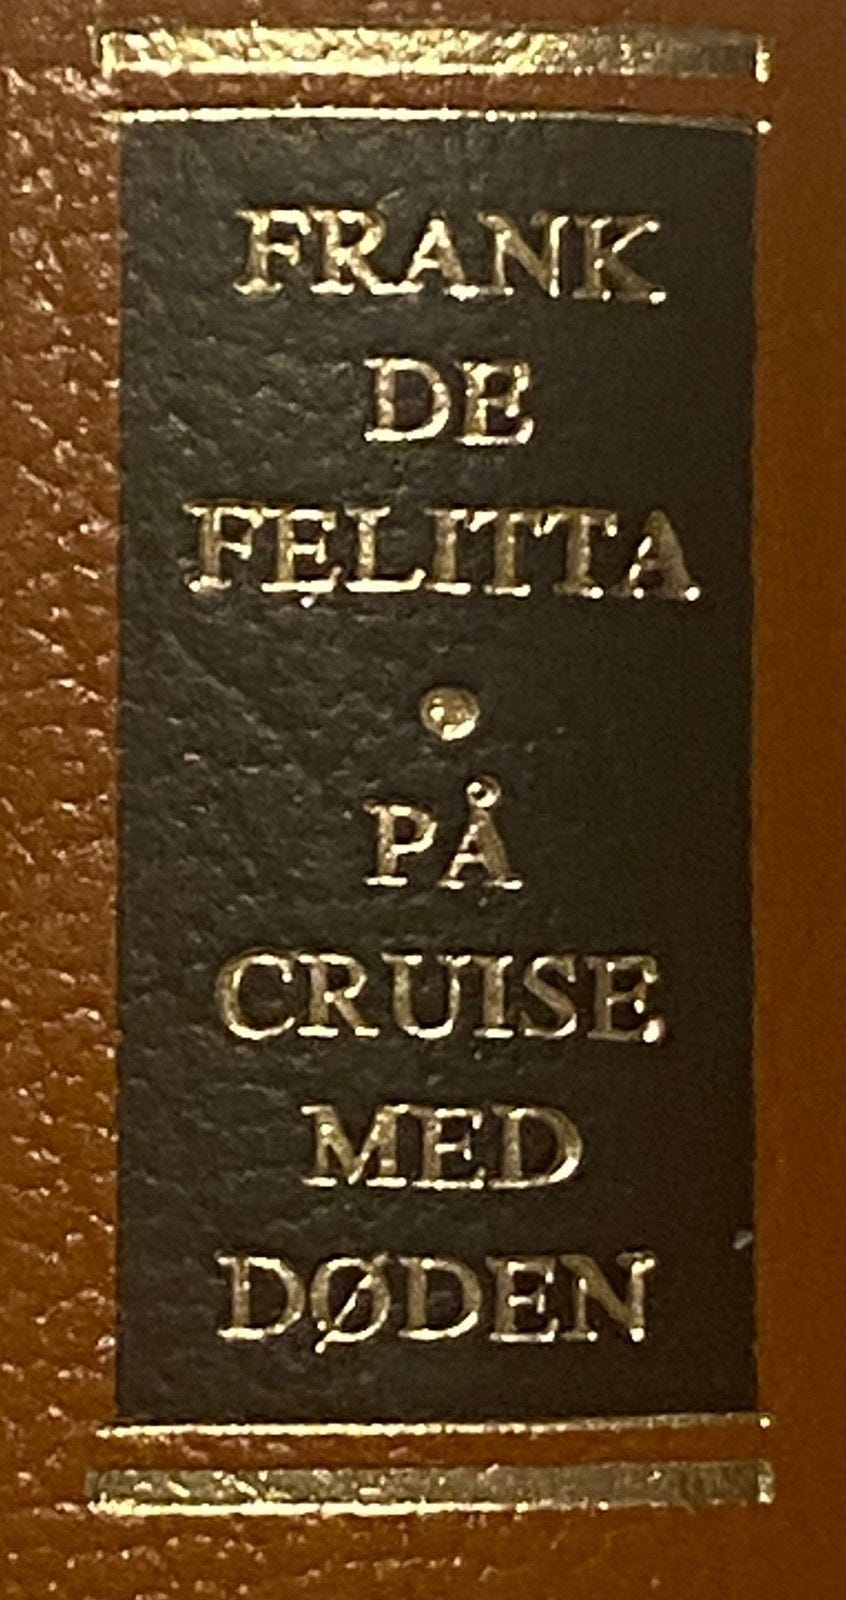 FRANK
DE
FELITTA
•
PÅ
CRUISE
MED
DØDEN